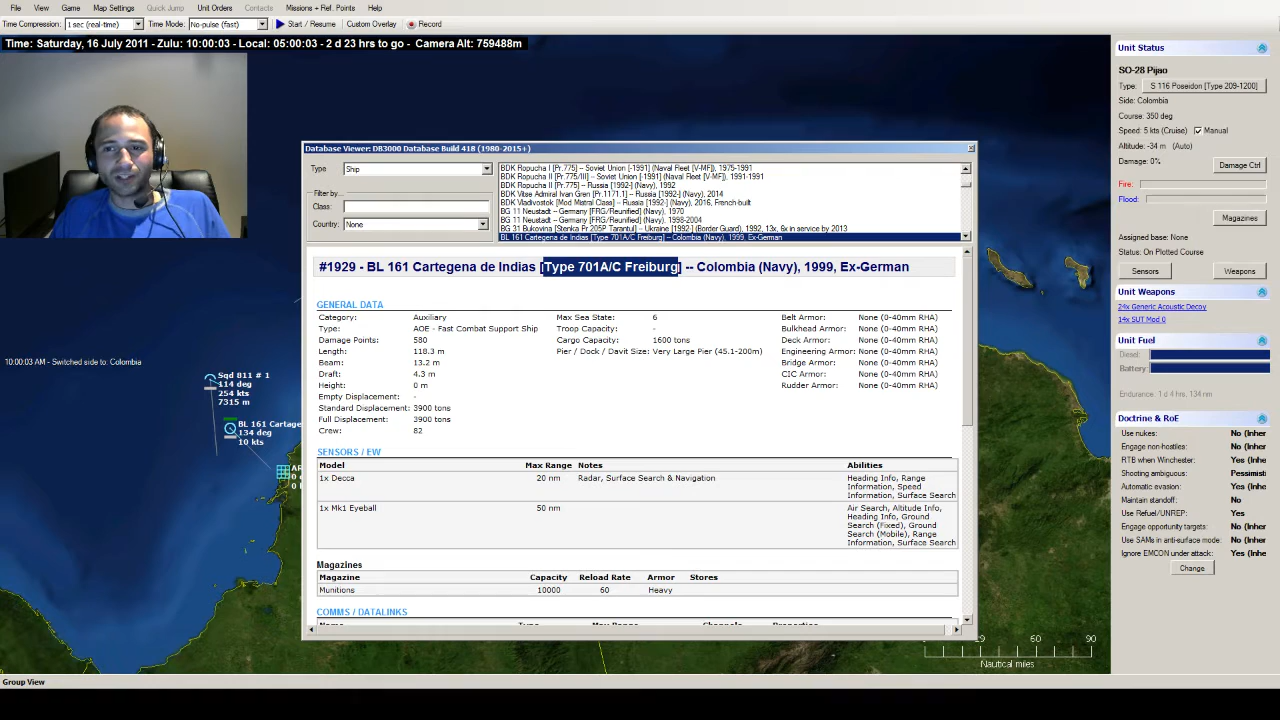 File View Game Map Settings Quick Jump Unit Orders Contacts Missions + Ref. Points Help
Time Compression: 1 sec (real-time) Time Mode: No-pulse (fast) Start / Resume Custom Overlay Record
Time: Saturday, 16 July 2011 - Zulu: 10:00:03 - Local: 05:00:03 - 2 d 23 hrs to go - Camera Alt: 759488m
10:00:03 AM - Switched side to: Colombia
Sqd 811 # 1
114 deg
254 kts
7315 m
BL 161 Cartage
134 deg
10 kts
Database Viewer: DB3000 Database Build 418 (1980-2015+)
Type Ship
Filter by
Class:
Country: None
BDK Ropucha I [Pr.775] -- Soviet Union [-1991] (Naval Fleet [V-MF]), 1975-1991
BDK Ropucha II [Pr.775/III] -- Soviet Union [-1991] (Naval Fleet [V-MF]), 1991-1991
BDK Ropucha II [Pr.775] -- Russia [1992-] (Navy), 1992
BDK Vitse Admiral Ivan Gren [Pr.1171.1] -- Russia [1992-] (Navy), 2014
BDK Vladivostok [Mod Mistral Class] -- Russia [1992-] (Navy), 2016, French-built
BG 11 Neustadt -- Germany [FRG/Reunified] (Navy), 1970
BG 11 Neustadt -- Germany [FRG/Reunified] (Navy), 1998-2004
BG 31 Bukovina [Stenka Pr 205P Tarantul] -- Ukraine [1992-] (Border Guard), 1992, 13x, 6x in service by 2013
BL 161 Cartegena de Indias [Type 701A/C Freiburg] -- Colombia (Navy), 1999, Ex-German
#1929 - BL 161 Cartegena de Indias [Type 701A/C Freiburg] -- Colombia (Navy), 1999, Ex-German
GENERAL DATA
Category: Auxiliary Max Sea State: 6 Belt Armor: None (0-40mm RHA)
Type: AOE - Fast Combat Support Ship Troop Capacity: - Bulkhead Armor: None (0-40mm RHA)
Damage Points: 580 Cargo Capacity: 1600 tons Deck Armor: None (0-40mm RHA)
Length: 118.3 m Pier / Dock / Davit Size: Very Large Pier (45.1-200m) Engineering Armor: None (0-40mm RHA)
Beam: 13.2 m Bridge Armor: None (0-40mm RHA)
Draft: 4.3 m CIC Armor: None (0-40mm RHA)
Height: 0 m Rudder Armor: None (0-40mm RHA)
Empty Displacement: -
Standard Displacement: 3900 tons
Full Displacement: 3900 tons
Crew: 82
SENSORS / EW
Model Max Range Notes Abilities
1x Decca 20 nm Radar, Surface Search & Navigation Heading Info, Range
Information, Speed
Information, Surface Search
1x Mk1 Eyeball 50 nm Air Search, Altitude Info,
Heading Info, Ground
Search (Fixed), Ground
Search (Mobile), Range
Information, Surface Search
Magazines
Magazine Capacity Reload Rate Armor Stores
Munitions 10000 60 Heavy
COMMS / DATALINKS
Name Type Max Range Channels Properties
60 90
Nautical miles
Unit Status
SO-28 Pijao
Type: S 116 Poseidon [Type 209-1200]
Side: Colombia
Course: 350 deg
Speed: 5 kts (Cruise) Manual
Altitude: -34 m (Auto)
Damage: 0% Damage Ctrl
Fire:
Flood:
Magazines
Assigned base: None
Status: On Plotted Course
Sensors Weapons
Unit Weapons
24x Generic Acoustic Decoy
14x SUT Mod 0
Unit Fuel
Diesel:
Battery:
Endurance: 1 d 4 hrs, 134 nm
Doctrine & RoE
Use nukes: No (Inher
Engage non-hostiles: No (Inher
RTB when Winchester: Yes (Inhe
Shooting ambiguous: Pessimisti
Automatic evasion: Yes (Inhe
Maintain standoff: No
Use Refuel/UNREP: Yes
Engage opportunity targets: No (Inher
Use SAMs in anti-surface mode: No (Inher
Ignore EMCON under attack: Yes (Inhe
Change
Group View